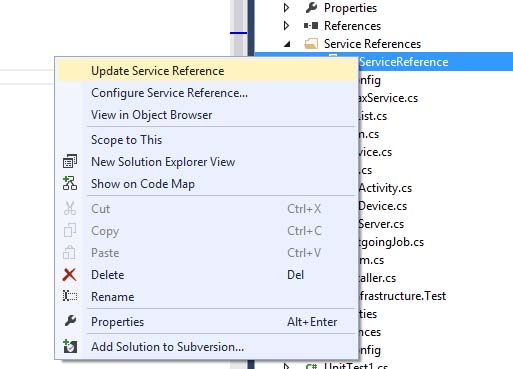 Properties
References
Service References
ServiceReference
Update Service Reference
Configure Service Reference...
View in Object Browser
Scope to This
New Solution Explorer View
Show on Code Map
Cut Ctrl+X
Copy Ctrl+C
Paste Ctrl+V
Delete Del
Rename
Properties Alt+Enter
Add Solution to Subversion...
onfig
axService.cs
List.cs
m.cs
vice.cs
.cs
Activity.cs
Device.cs
Server.cs
tgoingJob.cs
m.cs
aller.cs
frastructure.Test
ties
nces
onfig
C# UnitTest1.cs